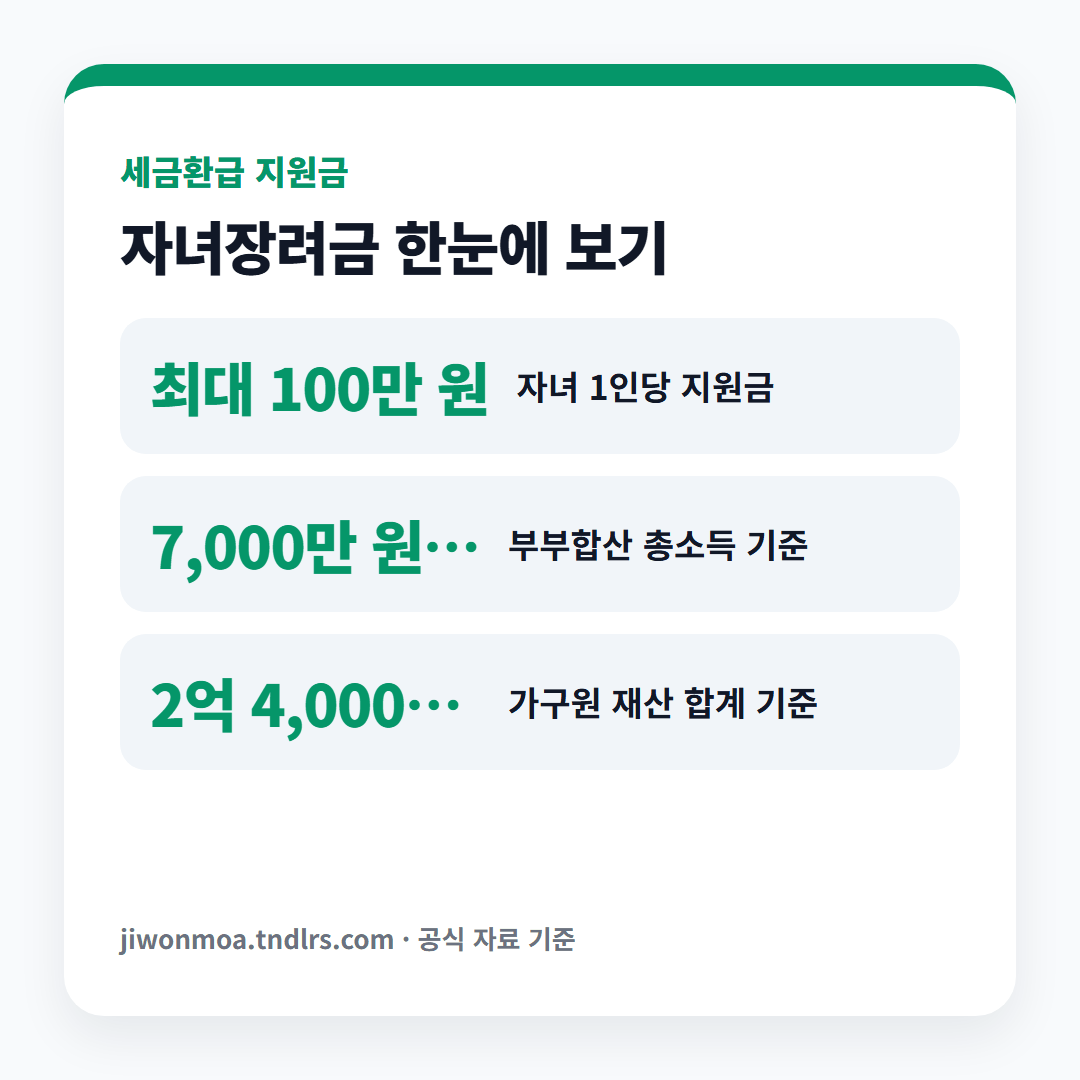 세금환급 지원금
자녀장려금 한눈에 보기
최대 100만 원 자녀 1인당 지원금
7,000만 원… 부부합산 총소득 기준
2억 4,000… 가구원 재산 합계 기준
jiwonmoa.tndlrs.com · 공식 자료 기준